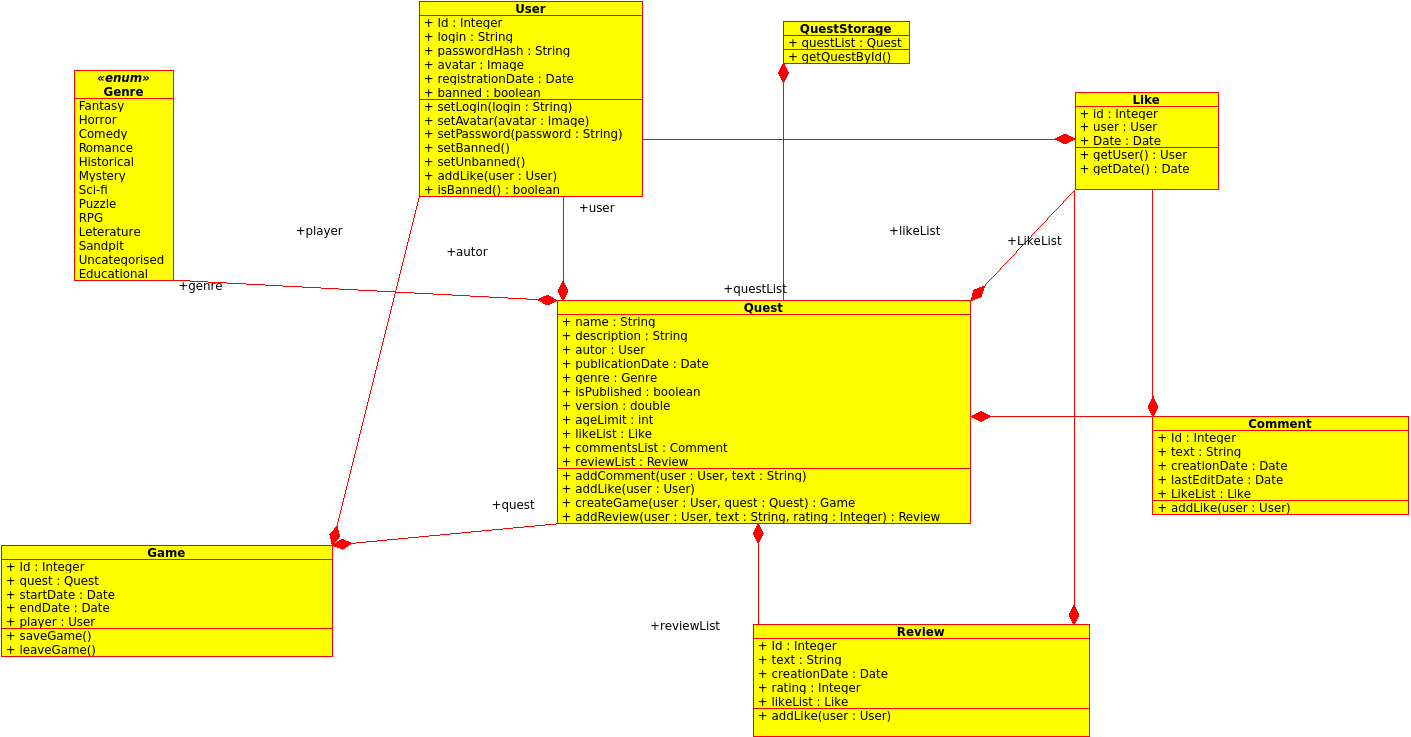 User
+ Id : Integer
+ login : String
+ passwordHash : String
+ avatar : Image
+ registrationDate : Date
+ banned : boolean
+ setLogin(login : String)
+ setAvatar(avatar : Image)
+ setPassword(password : String)
+ setBanned()
+ setUnbanned()
+ addLike(user : User)
+ isBanned() : boolean
QuestStorage
+ questList : Quest
+ getQuestById()
«enum»
Genre
Fantasy
Horror
Comedy
Romance
Historical
Mystery
Sci-fi
Puzzle
RPG
Leterature
Sandpit
Uncategorised
Educational
Like
+ id : Integer
+ user : User
+ Date : Date
+ getUser() : User
+ getDate() : Date
+user
+player
+autor
+likeList
+LikeList
+genre
+questList
Quest
+ name : String
+ description : String
+ autor : User
+ publicationDate : Date
+ genre : Genre
+ isPublished : boolean
+ version : double
+ ageLimit : int
+ likeList : Like
+ commentsList : Comment
+ reviewList : Review
+ addComment(user : User, text : String)
+ addLike(user : User)
+ createGame(user : User, quest : Quest) : Game
+ addReview(user : User, text : String, rating : Integer) : Review
Comment
+ Id : Integer
+ text : String
+ creationDate : Date
+ lastEditDate : Date
+ LikeList : Like
+ addLike(user : User)
+quest
Game
+ Id : Integer
+ quest : Quest
+ startDate : Date
+ endDate : Date
+ player : User
+ saveGame()
+ leaveGame()
+reviewList
Review
+ Id : Integer
+ text : String
+ creationDate : Date
+ rating : Integer
+ likeList : Like
+ addLike(user : User)